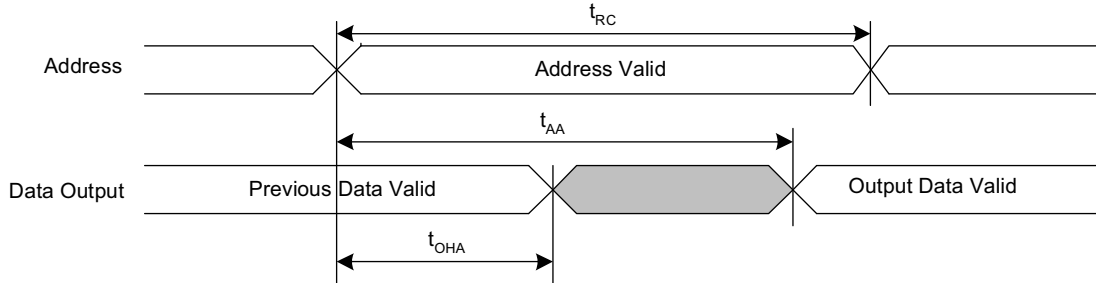 tRC
Address
Address Valid
tAA
Data Output
Previous Data Valid
Output Data Valid
tOHA